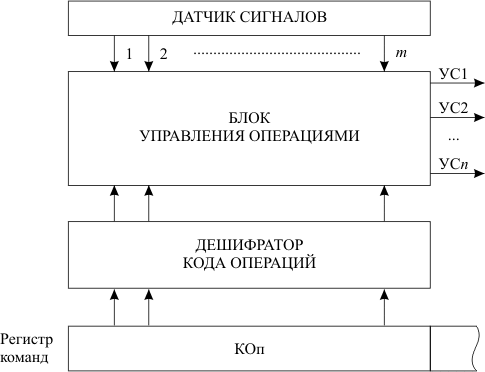 ДАТЧИК СИГНАЛОВ
1 2 ................................................ m
УС1
БЛОК
УПРАВЛЕНИЯ ОПЕРАЦИЯМИ
УС2
...
УСn
ДЕШИФРАТОР
КОДА ОПЕРАЦИЙ
Регистр
команд
КОп